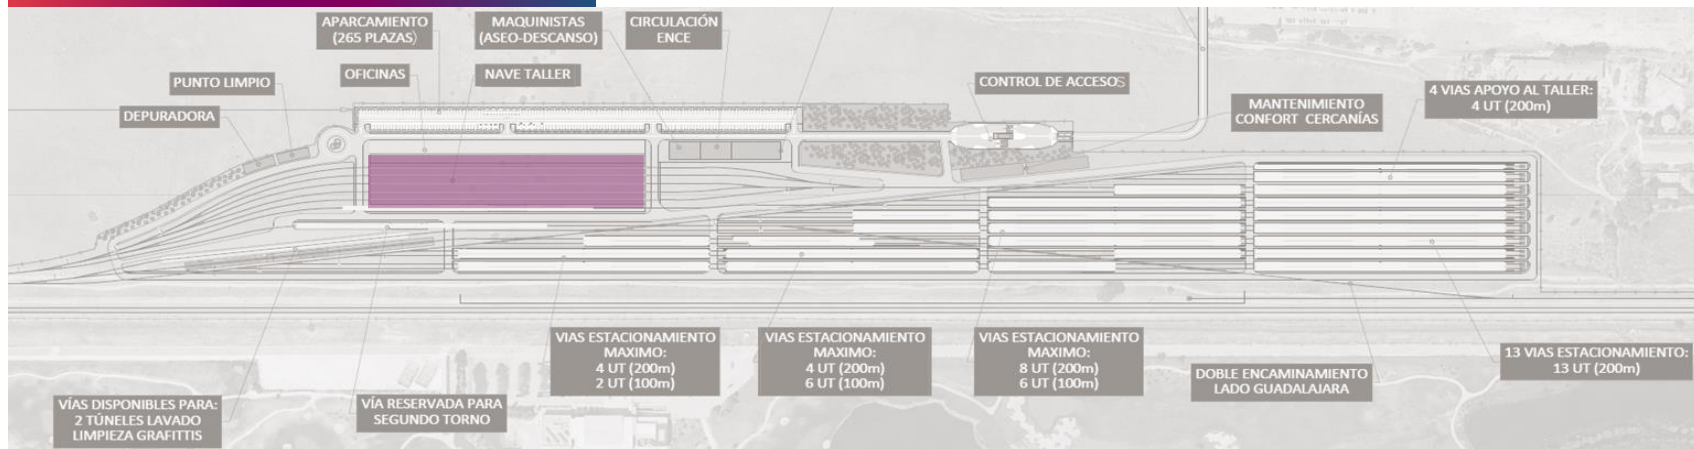 APARCAMIENTO
(265 PLAZAS)
MAQUINISTAS
(ASEO-DESCANSO)
CIRCULACIÓN
ENCE
PUNTO LIMPIO
OFICINAS
NAVE TALLER
CONTROL DE ACCESOS
4 VIAS APOYO AL TALLER:
4 UT (200m)
DEPURADORA
MANTENIMIENTO
CONFORT CERCANÍAS
VIAS ESTACIONAMIENTO
MAXIMO:
4 UT (200m)
2 UT (100m)
VIAS ESTACIONAMIENTO
MAXIMO:
4 UT (200m)
6 UT (100m)
VIAS ESTACIONAMIENTO
MAXIMO:
8 UT (200m)
6 UT (100m)
13 VIAS ESTACIONAMIENTO:
13 UT (200m)
DOBLE ENCAMINAMIENTO
LADO GUADALAJARA
VÍAS DISPONIBLES PARA:
2 TÚNELES LAVADO
LIMPIEZA GRAFITTIS
VÍA RESERVADA PARA
SEGUNDO TORNO